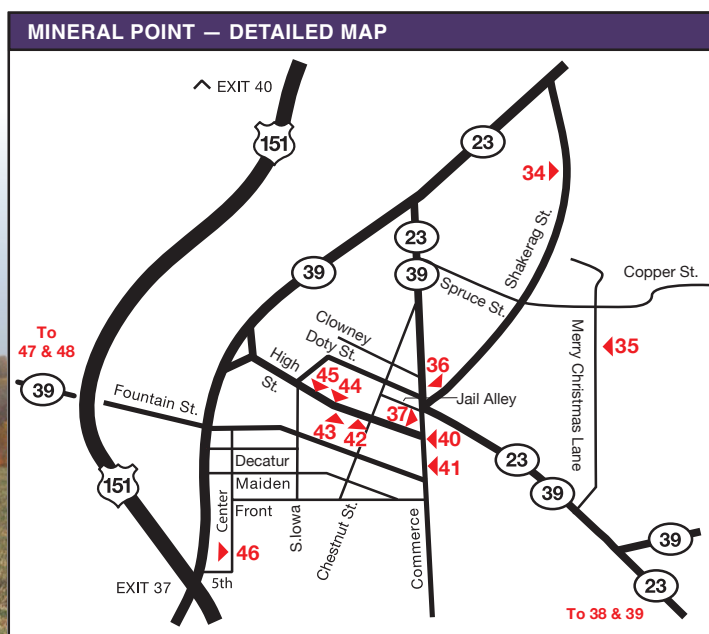 MINERAL POINT — DETAILED MAP
EXIT 40
151
23
34
39
23
39
Shakerag St.
Copper St.
Spruce St.
To
47 & 48
39
Clowney
Doty St.
36
35
Merry Christmas Lane
High
St.
45
44
Jail Alley
37
Fountain St.
43
42
40
41
23
39
Decatur
Maiden
Front
Center
S.Iowa
Chestnut St.
Commerce
151
46
EXIT 37
5th
39
23
To 38 & 39